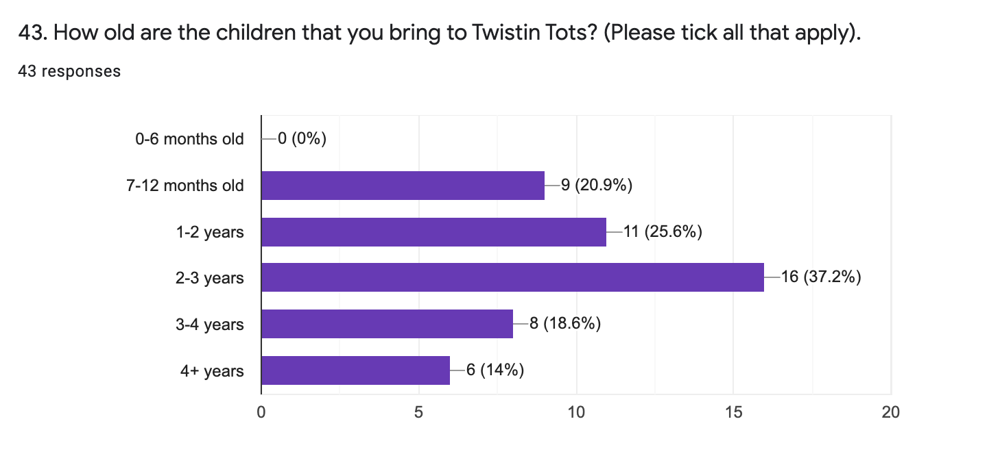 43. How old are the children that you bring to Twistin Tots? (Please tick all that apply).
43 responses
0-6 months old 0 (0%)
7-12 months old 9 (20.9%)
1-2 years 11 (25.6%)
2-3 years 16 (37.2%)
3-4 years 8 (18.6%)
4+ years 6 (14%)
0 5 10 15 20